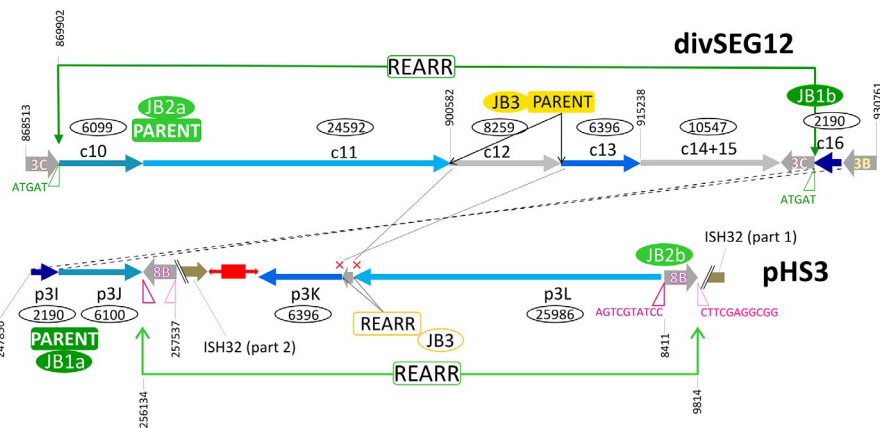 divSEG12
869902
REARR
JB2a
PARENT
JB3 PARENT
JB1b
868513
900582
915238
930761
6099
24592
8259
6396
10547
2190
c10
c11
c12
c13
c14+15
c16
3C
3C
3B
ATGAT
ATGAT
ISH32 (part 1)
JB2b
pHS3
8B
8B
p3I
p3J
p3K
p3L
2190
6100
6396
25986
AGTCGTATCC
CTTCGAGGCGG
REARR
JB3
PARENT
JB1a
257537
ISH32 (part 2)
8411
REARR
256134
9814